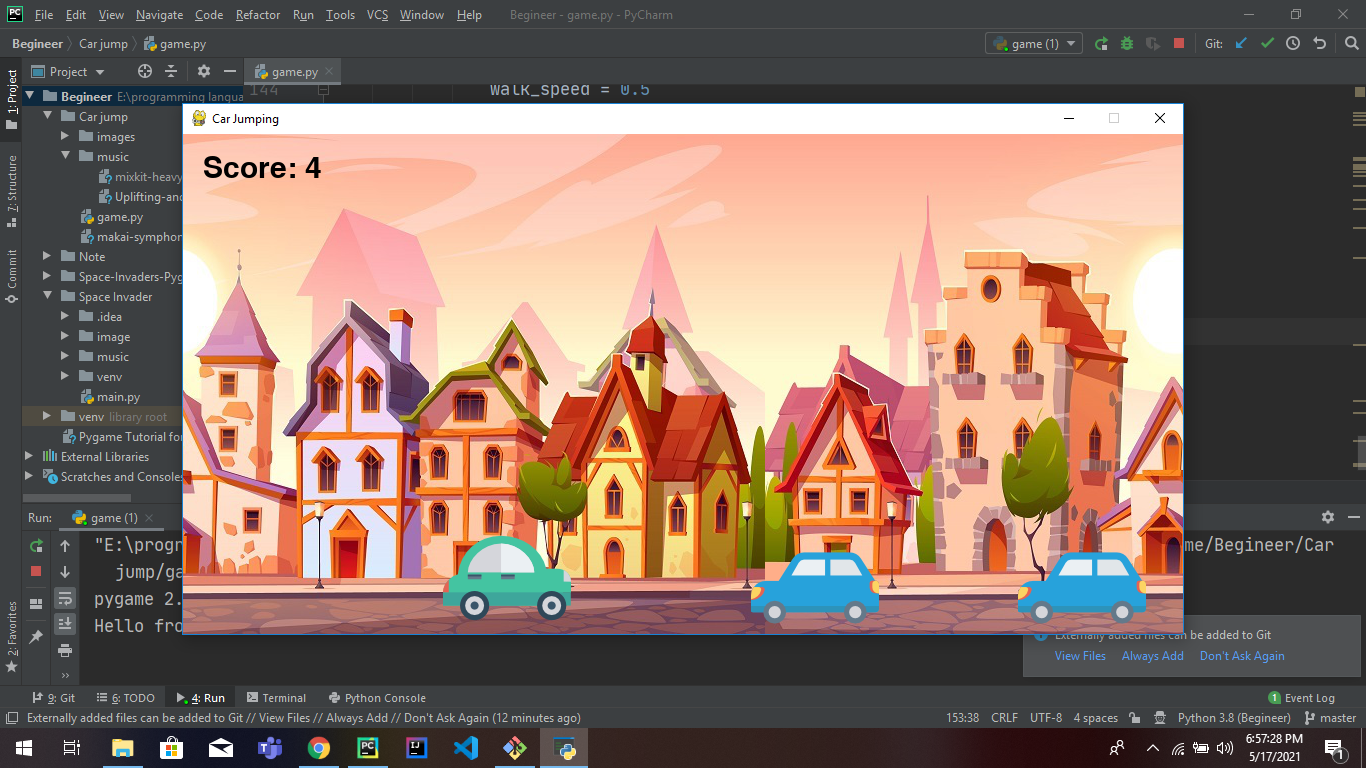 PC File Edit View Navigate Code Refactor Run Tools VCS Window Help Begineer - game.py - PyCharm
Begineer Car jump game.py game (1) Git:
1: Project
7: Structure
Commit
2: Favorites
Project game.py
Begineer E:\programming langua
Car jump
images
music
mixkit-heavy
Uplifting-and
game.py
makai-symphon
Note
Space-Invaders-Pyg
Space Invader
.idea
image
music
venv
main.py
venv library root
Pygame Tutorial for
External Libraries
Scratches and Consoles
144 walk_speed = 0.5
Car Jumping
Score: 4
Run: game (1)
"E:\progr me/Begineer/Car
jump/ga
pygame 2.
Hello fro
Externally added files can be added to Git
View Files Always Add Don't Ask Again
9: Git 6: TODO 4: Run Terminal Python Console 1 Event Log
Externally added files can be added to Git // View Files // Always Add // Don't Ask Again (12 minutes ago) 153:38 CRLF UTF-8 4 spaces Python 3.8 (Begineer) master
6:57:28 PM
5/17/2021
1